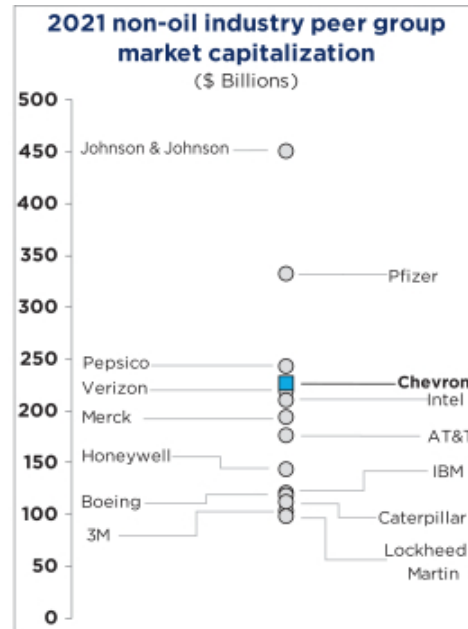 2021 non-oil industry peer group
market capitalization
($ Billions)
500
450
400
350
300
250
200
150
100
50
0
Johnson & Johnson
Pfizer
Pepsico
Chevron
Verizon
Intel
Merck
AT&T
Honeywell
IBM
Boeing
Caterpillar
3M
Lockheed
Martin